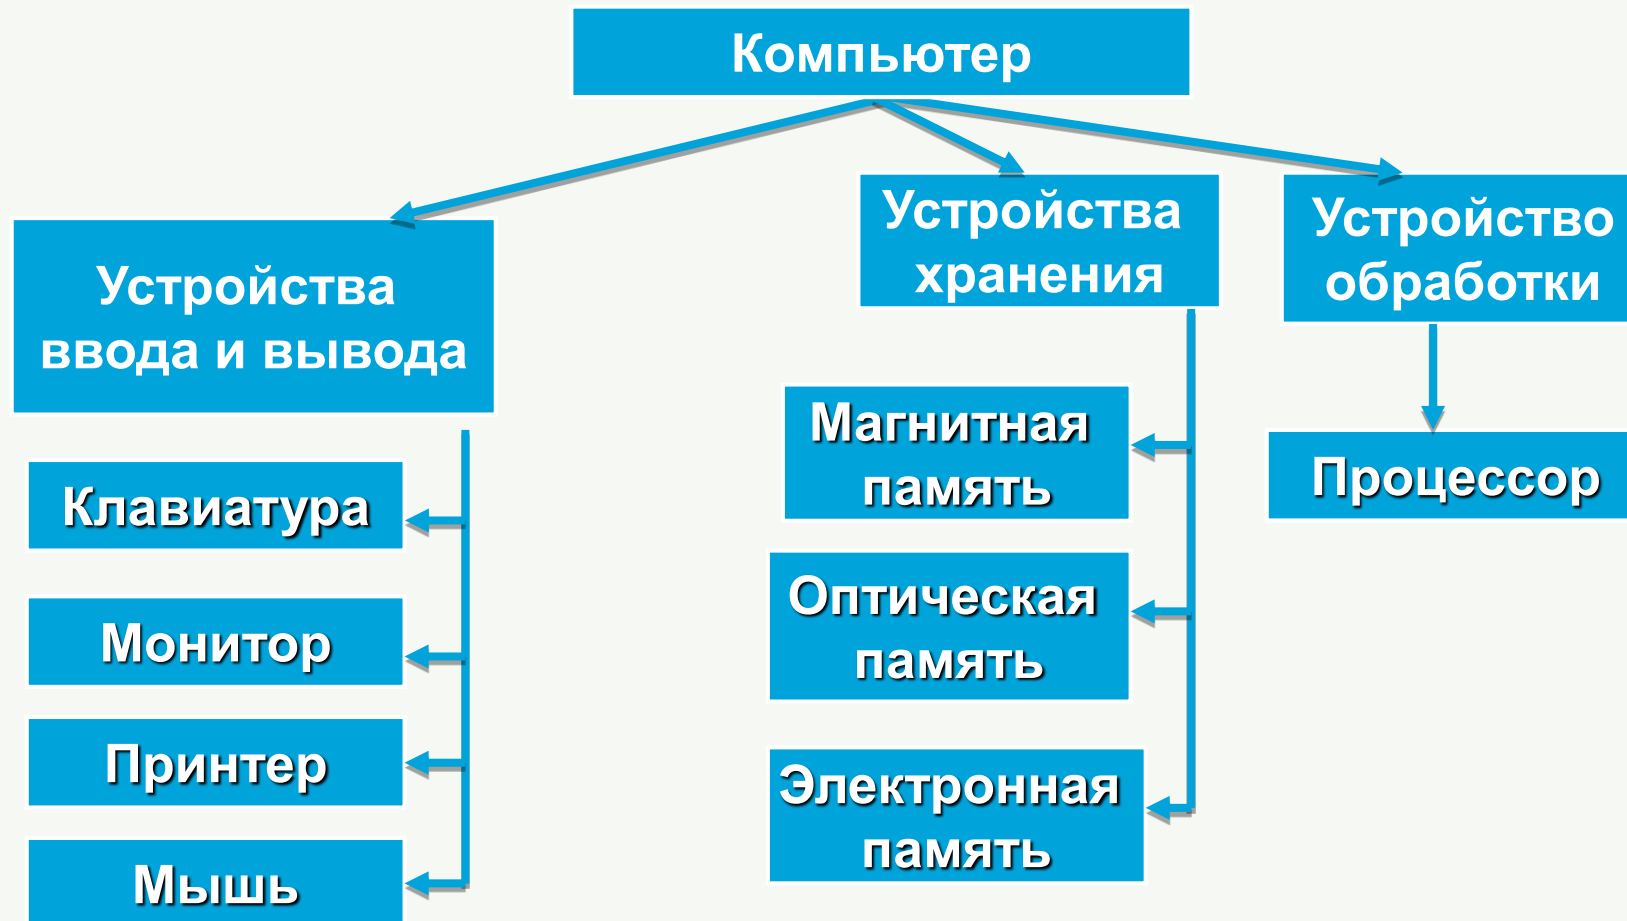 Компьютер
Устройства
ввода и вывода
Клавиатура
Монитор
Принтер
Мышь
Устройства
хранения
Магнитная
память
Оптическая
память
Электронная
память
Устройство
обработки
Процессор